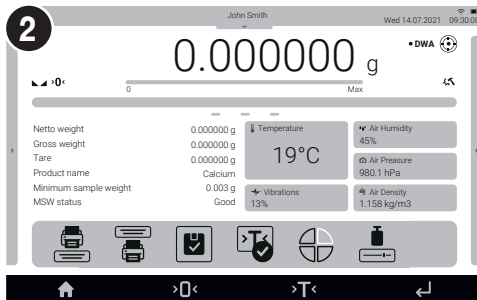 2
John Smith
Wed 14.07.2021 09:30:00
0.000000 g
DWA
>0<
0 Max
Netto weight 0.000000 g
Gross weight 0.000000 g
Tare 0.000000 g
Product name Calcium
Minimum sample weight 0.003 g
MSW status Good
Temperature
19°C
Vibrations
13%
Air Humidity
45%
Air Preasure
980.1 hPa
Air Density
1.158 kg/m3
>T<
>0< >T<